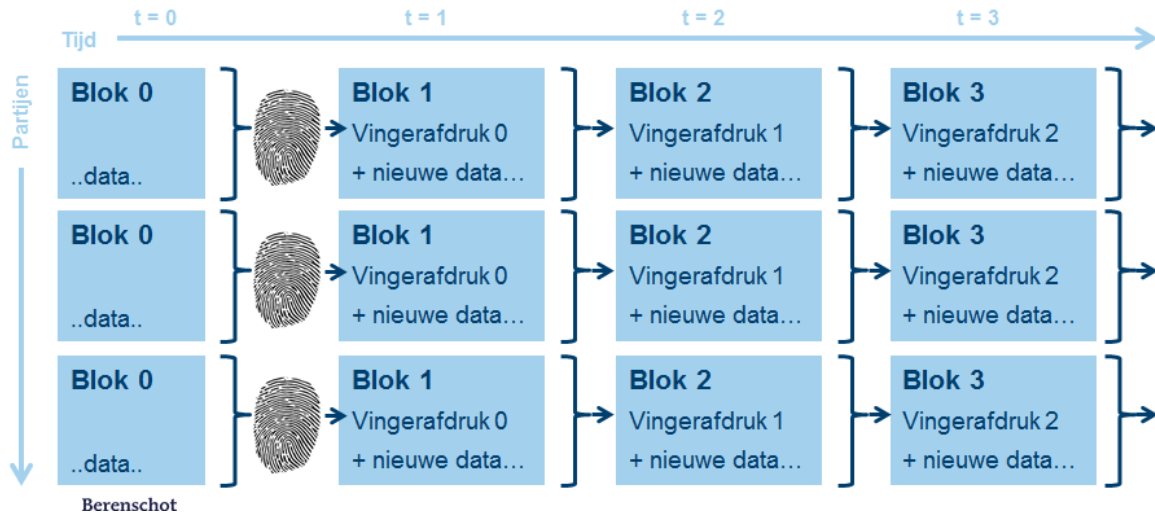 t = 0
t = 1
t = 2
t = 3
Tijd
Partijen
Blok 0
..data..
Blok 1
Vingerafdruk 0
+ nieuwe data…
Blok 2
Vingerafdruk 1
+ nieuwe data…
Blok 3
Vingerafdruk 2
+ nieuwe data…
Blok 0
..data..
Blok 1
Vingerafdruk 0
+ nieuwe data…
Blok 2
Vingerafdruk 1
+ nieuwe data…
Blok 3
Vingerafdruk 2
+ nieuwe data…
Blok 0
..data..
Blok 1
Vingerafdruk 0
+ nieuwe data…
Blok 2
Vingerafdruk 1
+ nieuwe data…
Blok 3
Vingerafdruk 2
+ nieuwe data…
Berenschot